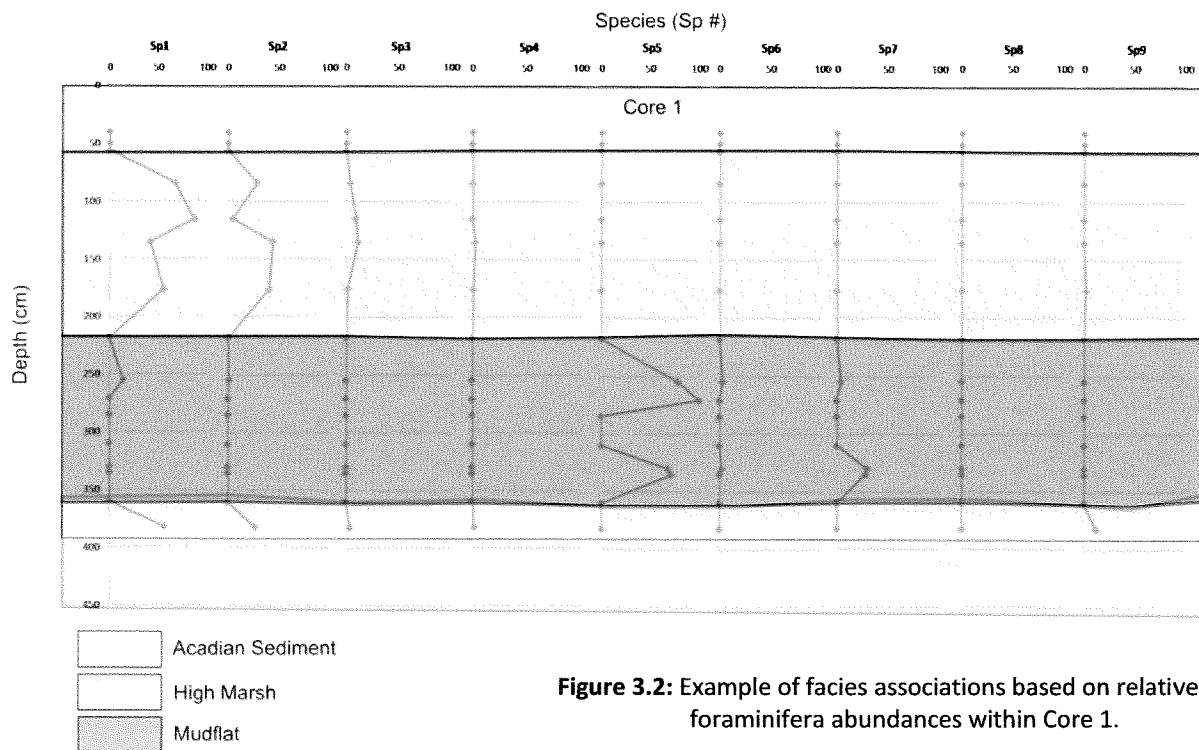 Species (Sp #)
Sp1 Sp2 Sp3 Sp4 Sp5 Sp6 Sp7 Sp8 Sp9
0 50 100 0 50 100 0 50 100 0 50 100 0 50 100 0 50 100 0 50 100 0 50 100 0 50 100
Core 1
Depth (cm)
0
50
100
150
200
250
300
350
400
450
Acadian Sediment
High Marsh
Mudflat
Figure 3.2: Example of facies associations based on relative
foraminifera abundances within Core 1.